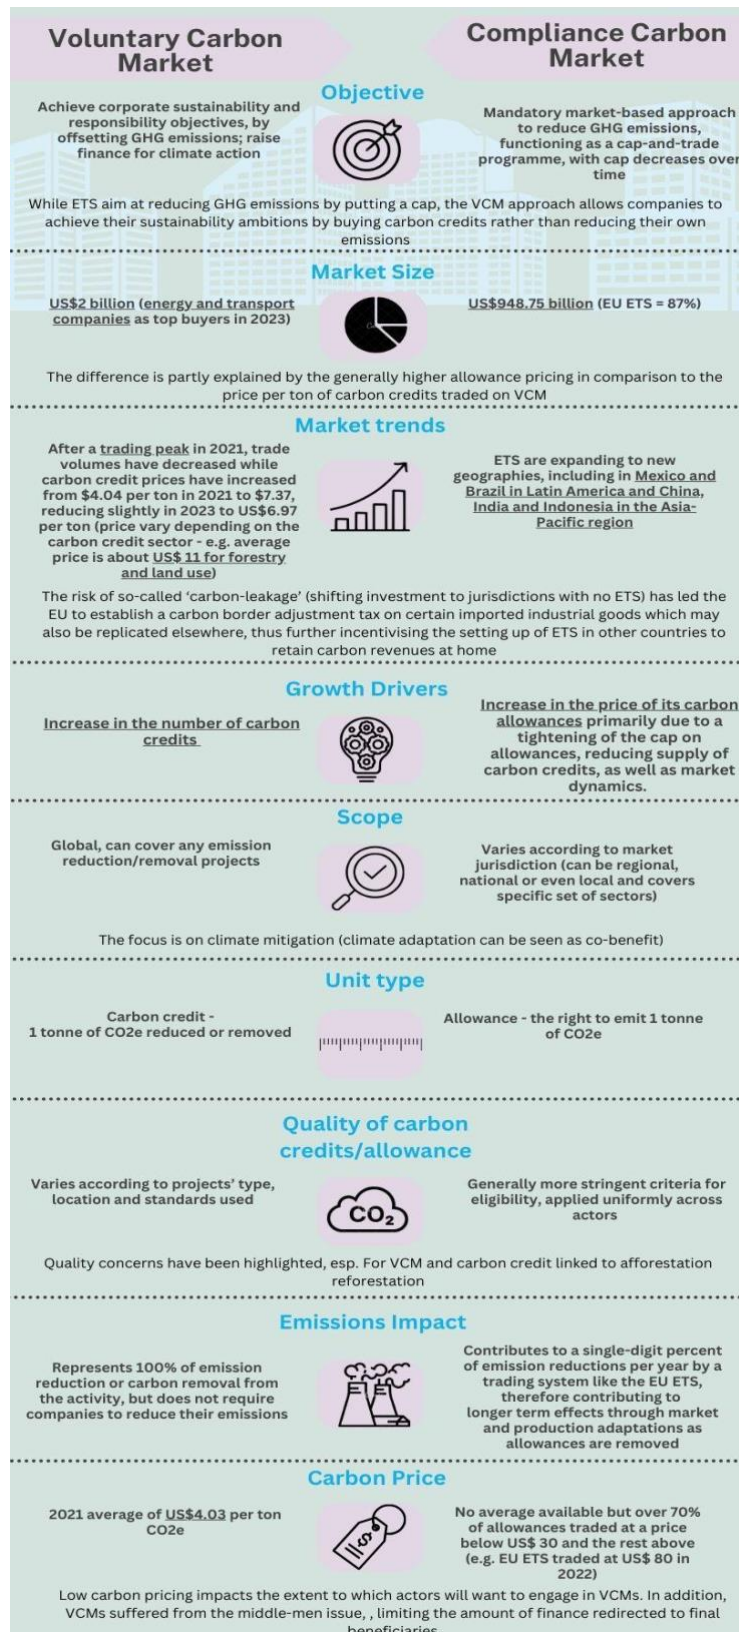 Voluntary Carbon
Market
Compliance Carbon
Market
Objective
Achieve corporate sustainability and
responsibility objectives, by
offsetting GHG emissions; raise
finance for climate action
Mandatory market-based approach
to reduce GHG emissions,
functioning as a cap-and-trade
programme, with cap decreases over
time
While ETS aim at reducing GHG emissions by putting a cap, the VCM approach allows companies to
achieve their sustainability ambitions by buying carbon credits rather than reducing their own
emissions
Market Size
US$2 billion (energy and transport
companies as top buyers in 2023)
US$948.75 billion (EU ETS = 87%)
The difference is partly explained by the generally higher allowance pricing in comparison to the
price per ton of carbon credits traded on VCM
Market trends
After a trading peak in 2021, trade
volumes have decreased while
carbon credit prices have increased
from $4.04 per ton in 2021 to $7.37,
reducing slightly in 2023 to US$6.97
per ton (price vary depending on the
carbon credit sector - e.g. average
price is about US$ 11 for forestry
and land use)
ETS are expanding to new
geographies, including in Mexico and
Brazil in Latin America and China,
India and Indonesia in the Asia-
Pacific region
The risk of so-called ‘carbon-leakage’ (shifting investment to jurisdictions with no ETS) has led the
EU to establish a carbon border adjustment tax on certain imported industrial goods which may
also be replicated elsewhere, thus further incentivising the setting up of ETS in other countries to
retain carbon revenues at home
Growth Drivers
Increase in the number of carbon
credits
Increase in the price of its carbon
allowances primarily due to a
tightening of the cap on
allowances, reducing supply of
carbon credits, as well as market
dynamics.
Scope
Global, can cover any emission
reduction/removal projects
Varies according to market
jurisdiction (can be regional,
national or even local and covers
specific set of sectors)
The focus is on climate mitigation (climate adaptation can be seen as co-benefit)
Unit type
Carbon credit -
1 tonne of CO2e reduced or removed
Allowance - the right to emit 1 tonne
of CO2e
Quality of carbon
credits/allowance
Varies according to projects’ type,
location and standards used
CO₂
Generally more stringent criteria for
eligibility, applied uniformly across
actors
Quality concerns have been highlighted, esp. For VCM and carbon credit linked to afforestation
reforestation
Emissions Impact
Represents 100% of emission
reduction or carbon removal from
the activity, but does not require
companies to reduce their emissions
Contributes to a single-digit percent
of emission reductions per year by a
trading system like the EU ETS,
therefore contributing to
longer term effects through market
and production adaptations as
allowances are removed
Carbon Price
2021 average of US$4.03 per ton
CO2e
$
No average available but over 70%
of allowances traded at a price
below US$ 30 and the rest above
(e.g. EU ETS traded at US$ 80 in
2022)
Low carbon pricing impacts the extent to which actors will want to engage in VCMs. In addition,
VCMs suffered from the middle-men issue, , limiting the amount of finance redirected to final
beneficiaries